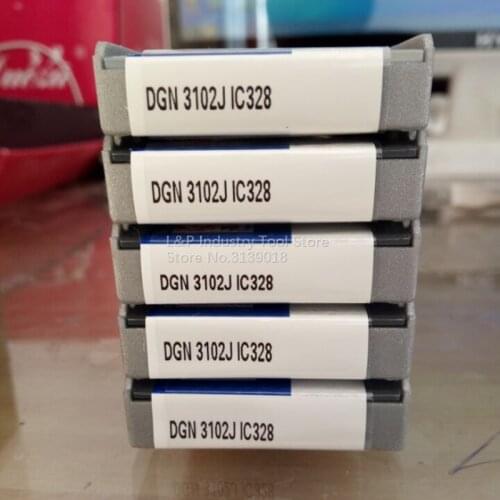 DGN 3102J IC328
DGN 3102J IC328
L&P Industry Tool Store
Store No.3139018
DGN 3102J IC328
DGN 3102J IC328
DGN 3102J IC328